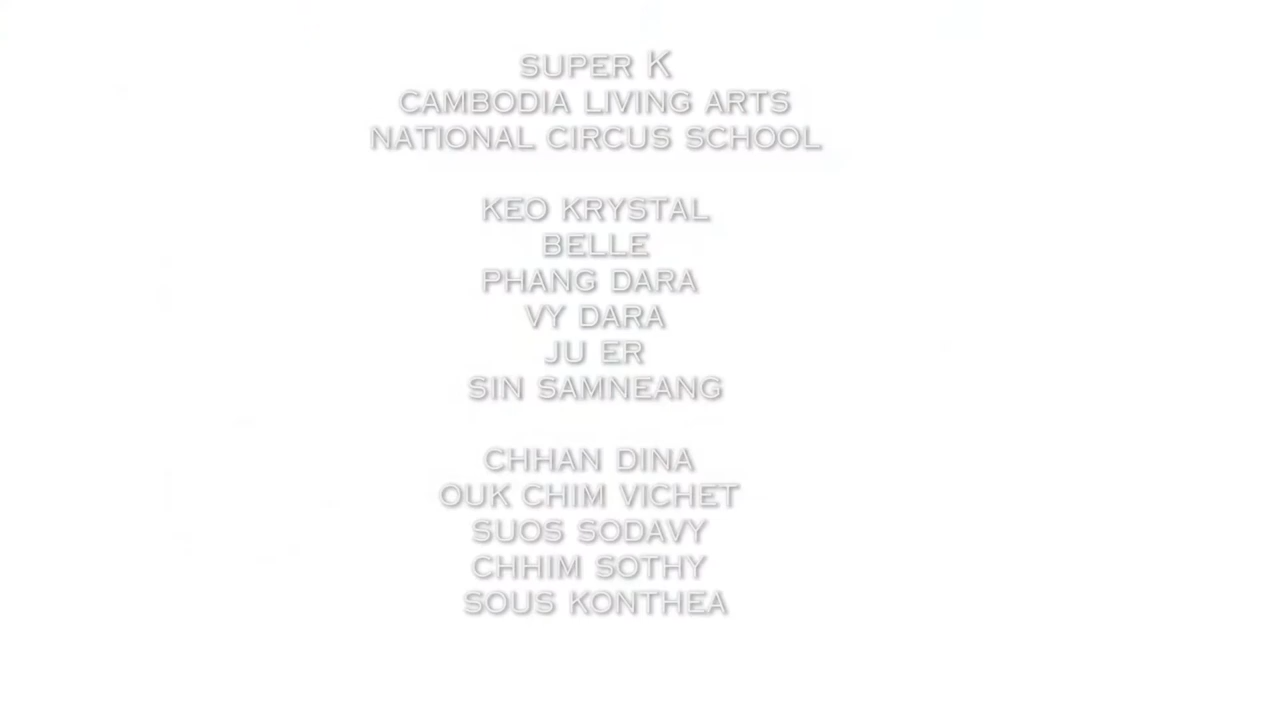 SUPER K
CAMBODIA LIVING ARTS
NATIONAL CIRCUS SCHOOL
KEO KRYSTAL
BELLE
PHANG DARA
VY DARA
JU ER
SIN SAMNEANG
CHHAN DINA
OUK CHIM VICHET
SUOS SODAVY
CHHIM SOTHY
SOUS KONTHEA